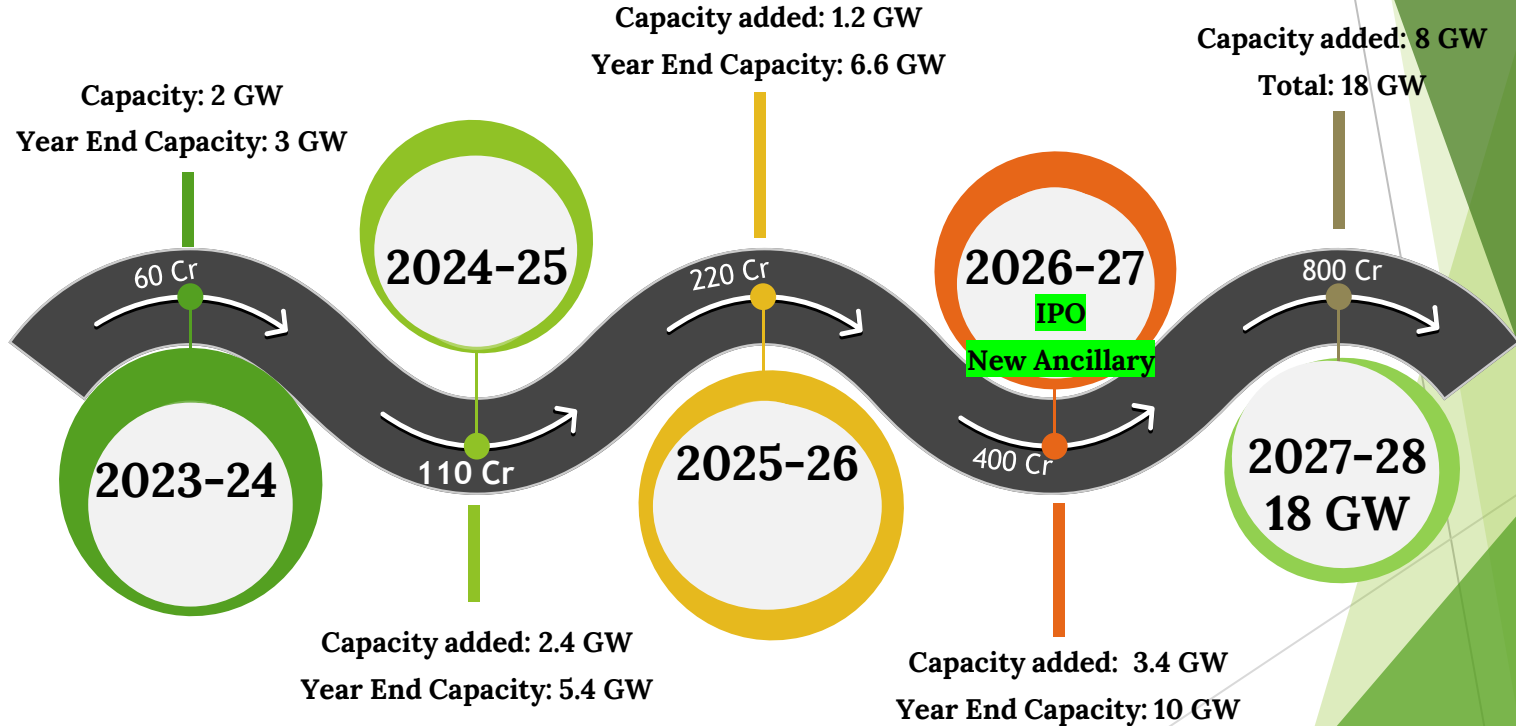 Capacity: 2 GW
Year End Capacity: 3 GW
60 Cr
2023-24
2024-25
110 Cr
Capacity added: 2.4 GW
Year End Capacity: 5.4 GW
Capacity added: 1.2 GW
Year End Capacity: 6.6 GW
220 Cr
2025-26
2026-27
IPO
New Ancillary
400 Cr
Capacity added: 3.4 GW
Year End Capacity: 10 GW
Capacity added: 8 GW
Total: 18 GW
800 Cr
2027-28
18 GW